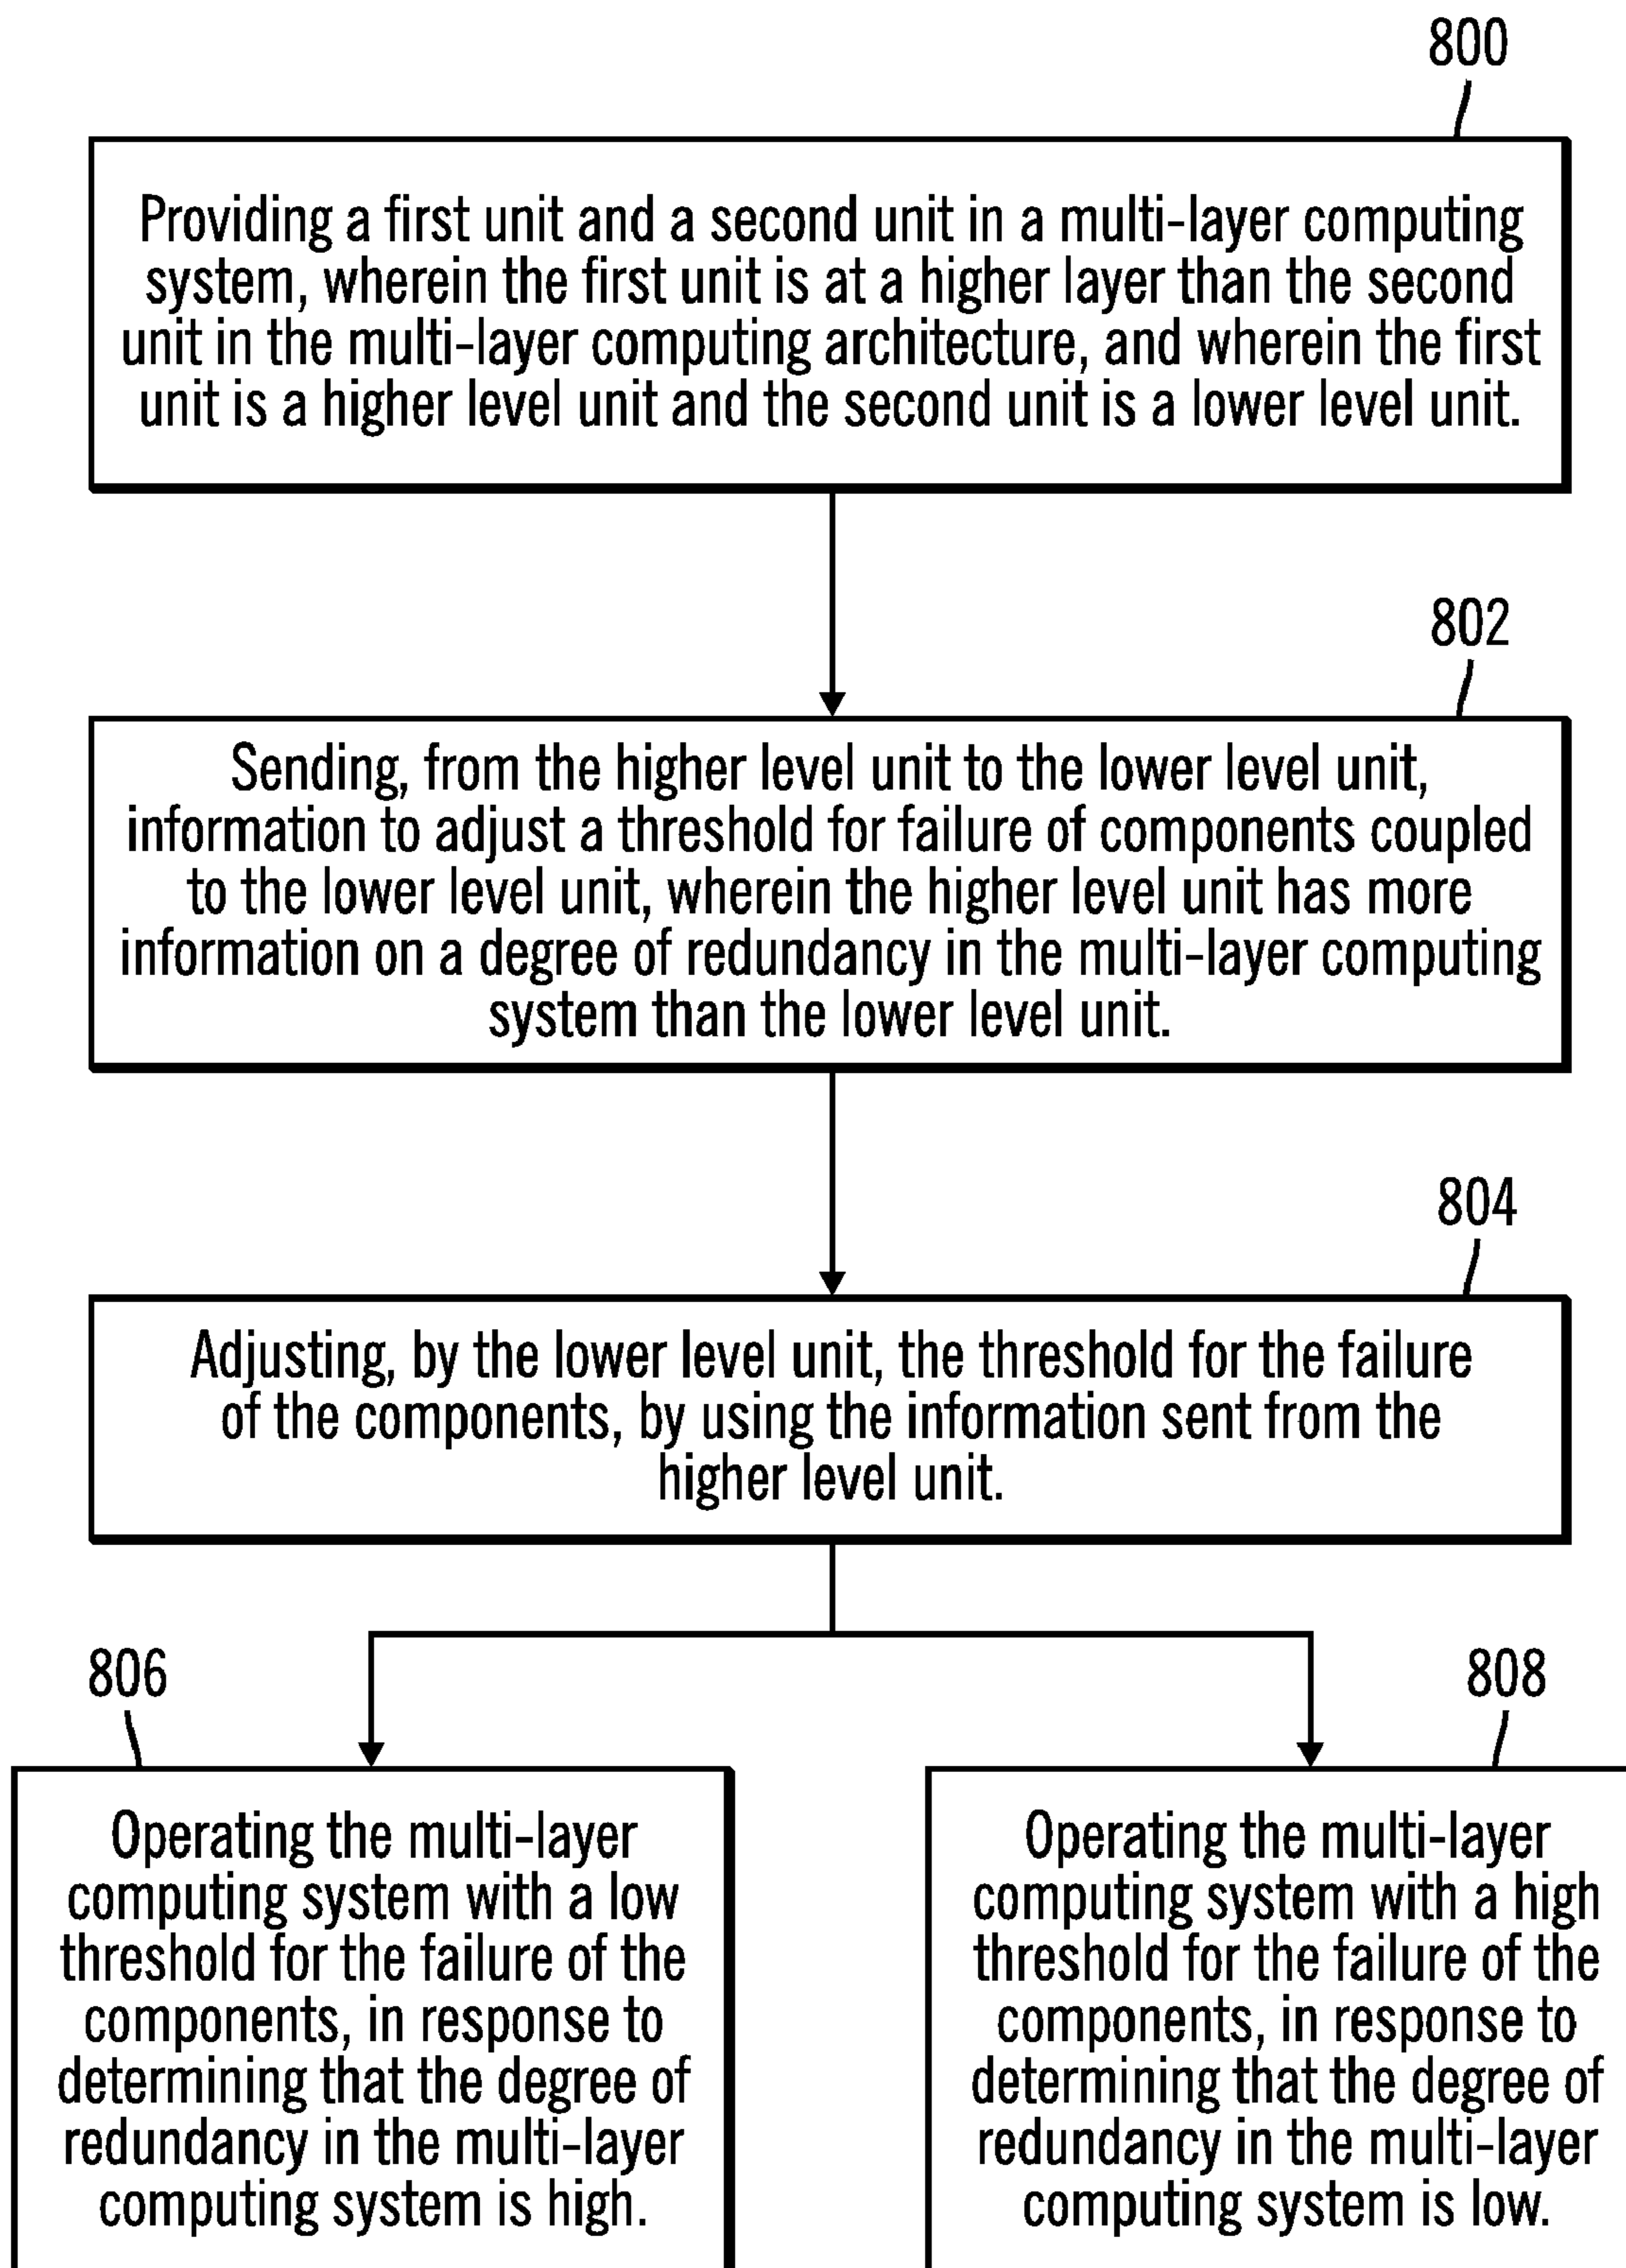 800
Providing a first unit and a second unit in a multi-layer computing
system, wherein the first unit is at a higher layer than the second
unit in the multi-layer computing architecture, and wherein the first
unit is a higher level unit and the second unit is a lower level unit.
802
Sending, from the higher level unit to the lower level unit,
information to adjust a threshold for failure of components coupled
to the lower level unit, wherein the higher level unit has more
information on a degree of redundancy in the multi-layer computing
system than the lower level unit.
804
Adjusting, by the lower level unit, the threshold for the failure
of the components, by using the information sent from the
higher level unit.
806
Operating the multi-layer
computing system with a low
threshold for the failure of the
components, in response to
determining that the degree of
redundancy in the multi-layer
computing system is high.
808
Operating the multi-layer
computing system with a high
threshold for the failure of the
components, in response to
determining that the degree of
redundancy in the multi-layer
computing system is low.